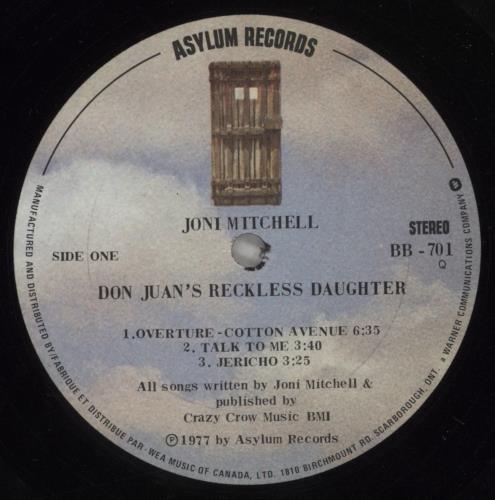 ASYLUM RECORDS
JONI MITCHELL
STEREO
SIDE ONE
BB - 701
Q
DON JUAN'S RECKLESS DAUGHTER
1.OVERTURE - COTTON AVENUE 6:35
2. TALK TO ME 3:40
3. JERICHO 3:25
All songs written by Joni Mitchell &
published by
Crazy Crow Music BMI
Ⓟ 1977 by Asylum Records
MANUFACTURED AND DISTRIBUTED BY/FABRIQUE ET DISTRIBUE PAR-WEA MUSIC OF CANADA, LTD. 1810 BIRCHMOUNT RD. SCARBOROUGH, ONT. a WARNER COMMUNICATIONS COMPANY